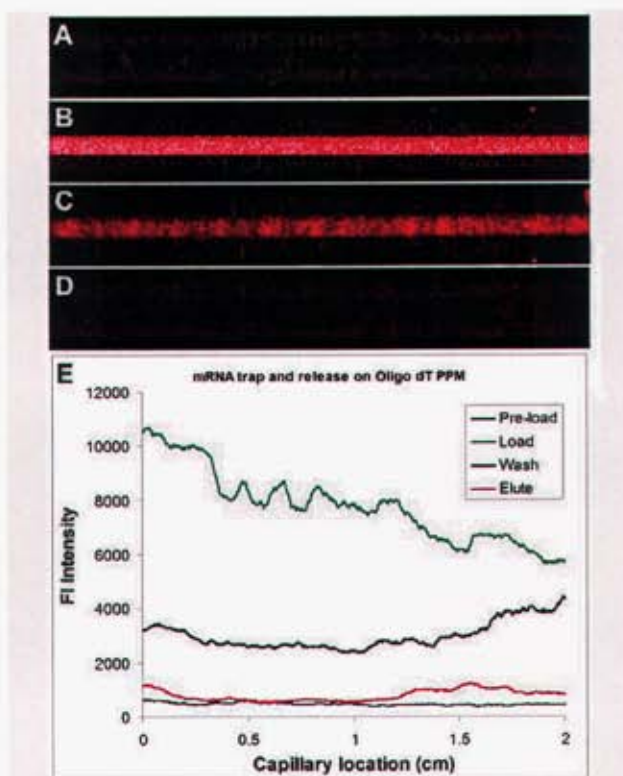 A
B
C
D
E
mRNA trap and release on Oligo dT PPM
12000
Pre-load
10000
Load
Wash
8000
Elute
FI Intensity
6000
4000
2000
0
0 0.5 1 1.5 2
Capillary location (cm)